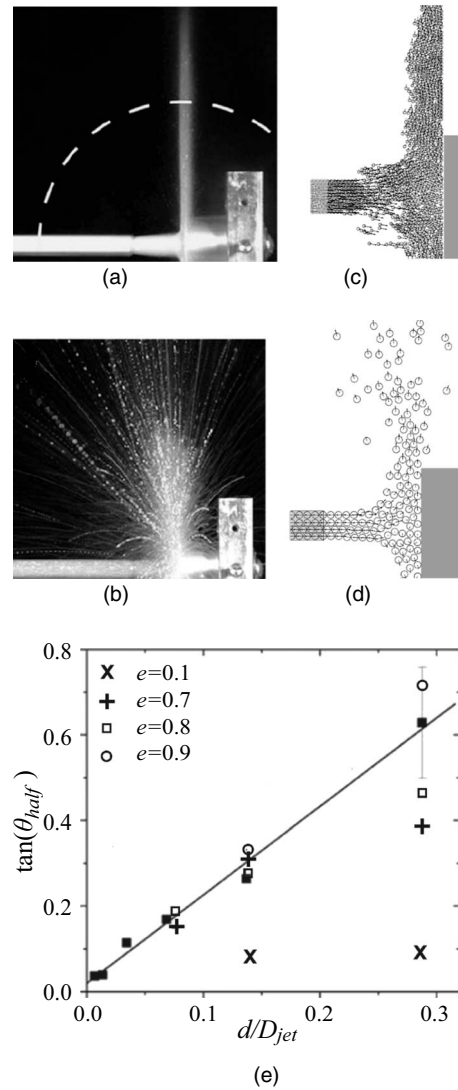 (a)
(c)
(b)
(d)
0.8
0.6
0.4
0.2
0.0
tan(θhalf)
e=0.1
e=0.7
e=0.8
e=0.9
0.0 0.1 0.2 0.3
d/Djet
(e)